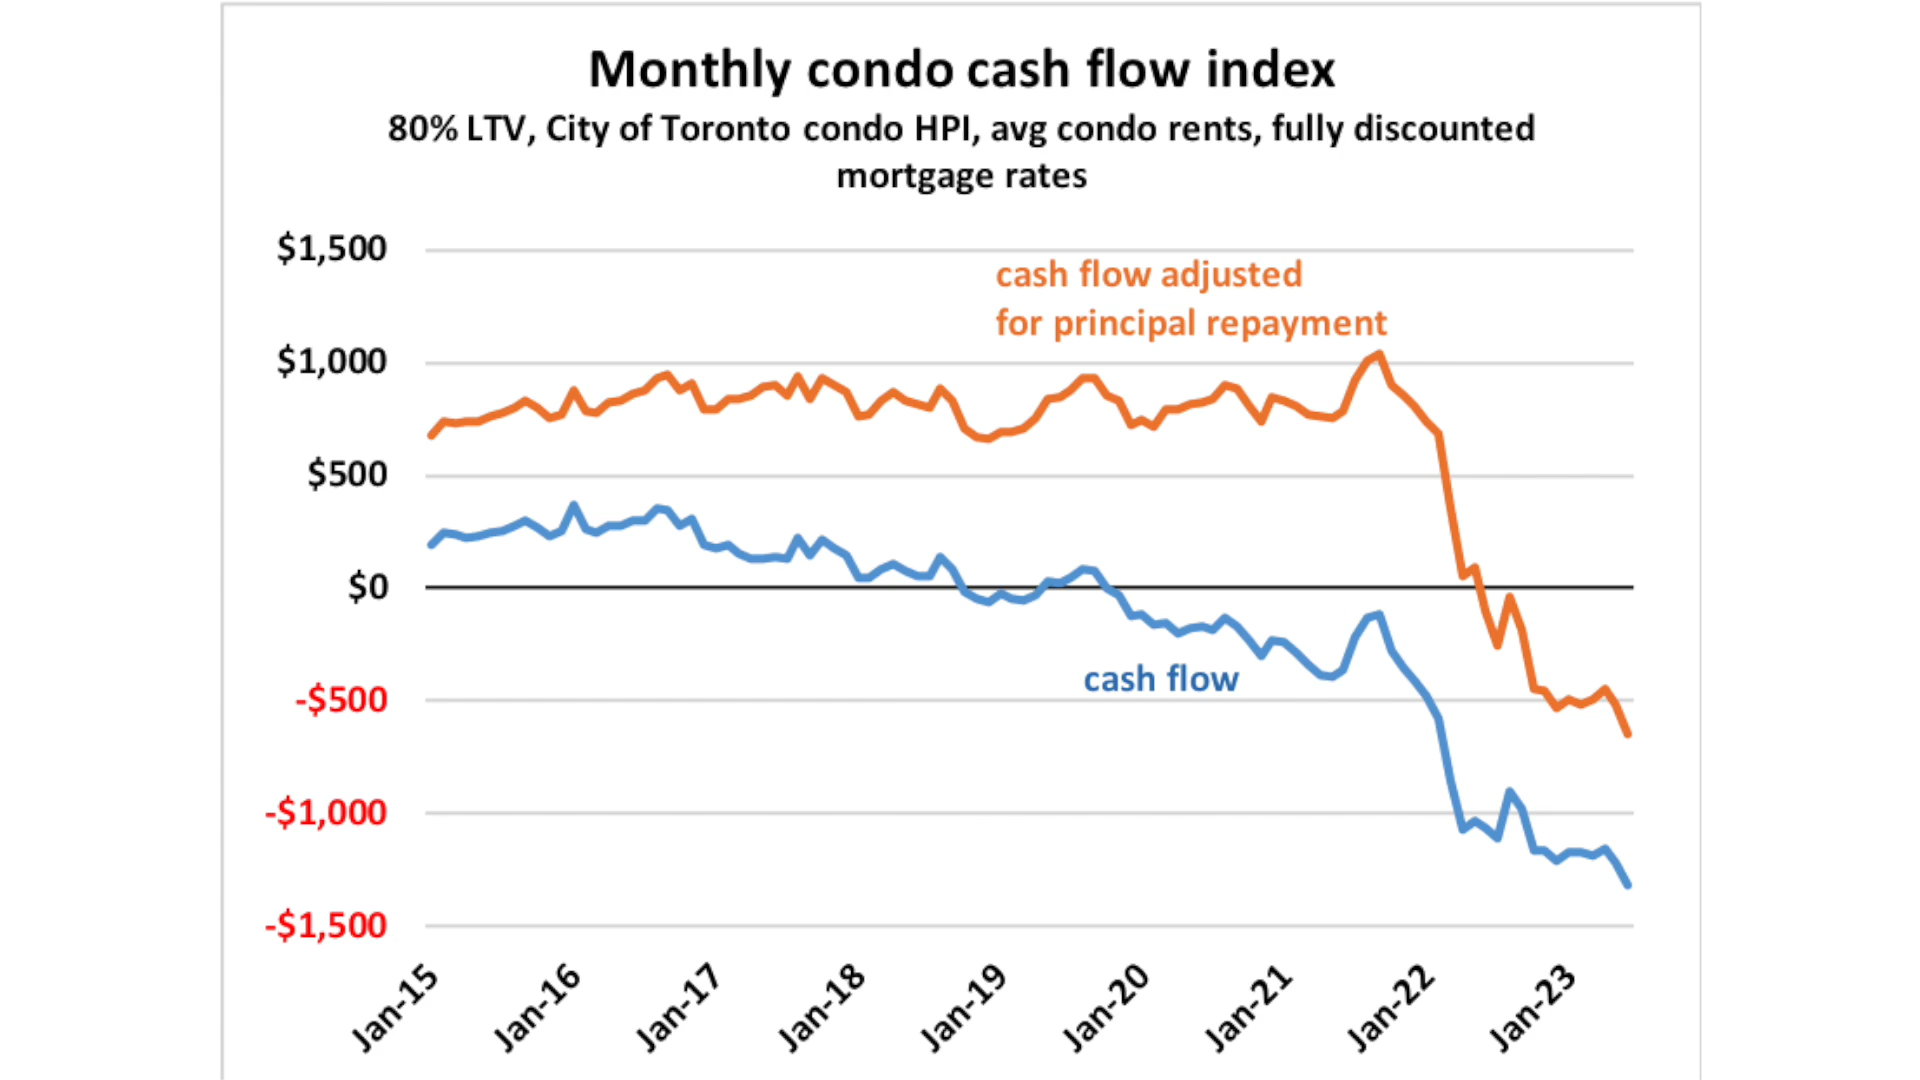 Monthly condo cash flow index
80% LTV, City of Toronto condo HPI, avg condo rents, fully discounted
mortgage rates
$1,500
cash flow adjusted
for principal repayment
$1,000
$500
$0
cash flow
-$500
-$1,000
-$1,500
Jan-15 Jan-16 Jan-17 Jan-18 Jan-19 Jan-20 Jan-21 Jan-22 Jan-23